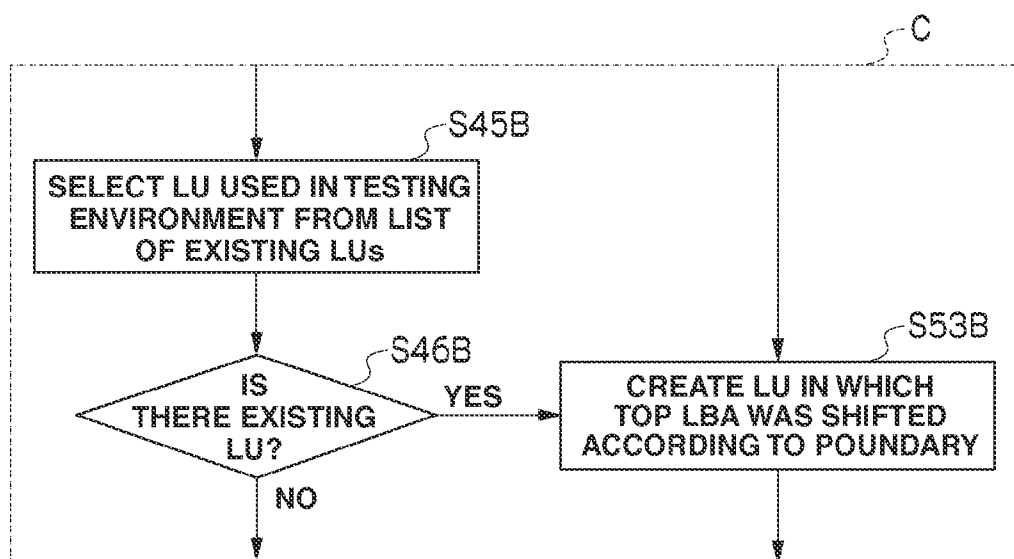 C
S45B
SELECT LU USED IN TESTING
ENVIRONMENT FROM LIST
OF EXISTING LUs
S46B
IS
THERE EXISTING
LU?
YES
NO
S53B
CREATE LU IN WHICH
TOP LBA WAS SHIFTED
ACCORDING TO POUNDARY